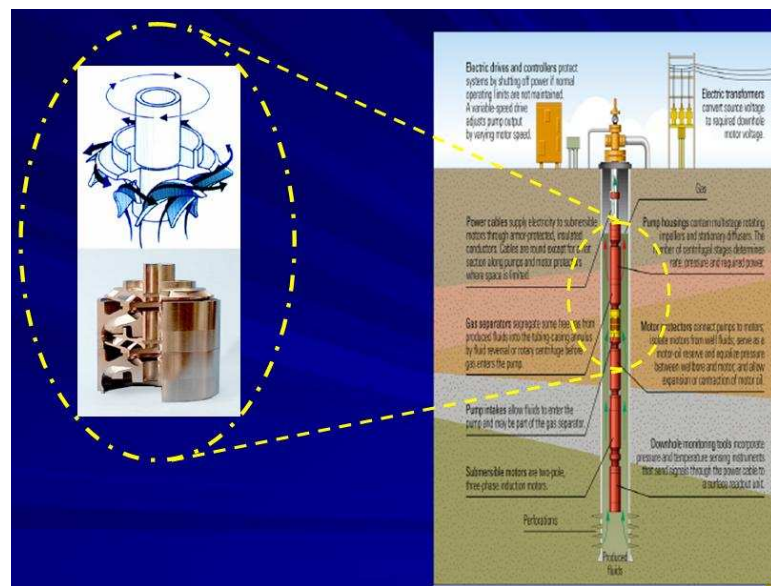 Electric drives and controllers protect
systems by shutting off power if normal
operating limits are not maintained.
A variable-speed drive
adjusts pump output
by varying motor speed.
Electric transformers
convert source voltage
to required downhole
motor voltage.
Gas
Power cables supply electricity to submersible
motors through armor-protected, insulated
conductors. Cables are round except for a flat
section along pumps and motor protectors
where space is limited.
Pump housings contain multistage rotating
impellers and stationary diffusers. The
number of centrifugal stages determines
rate, pressure and required power.
Gas separators segregate some free gas from
produced fluids into the tubing-casing annulus
by fluid reversal or rotary centrifuge before
gas enters the pump.
Motor protectors connect pumps to motors;
isolate motors from well fluids; serve as a
motor-oil reserve and equalize pressure
between wellbore and motor; and allow
expansion or contraction of motor oil.
Pump intakes allow fluids to enter the
pump and may be part of the gas separator.
Submersible motors are two-pole,
three-phase induction motors.
Downhole monitoring tools incorporate
pressure and temperature sensing instruments
that send signals through the power cable to
a surface readout unit.
Perforations
Produced
fluids